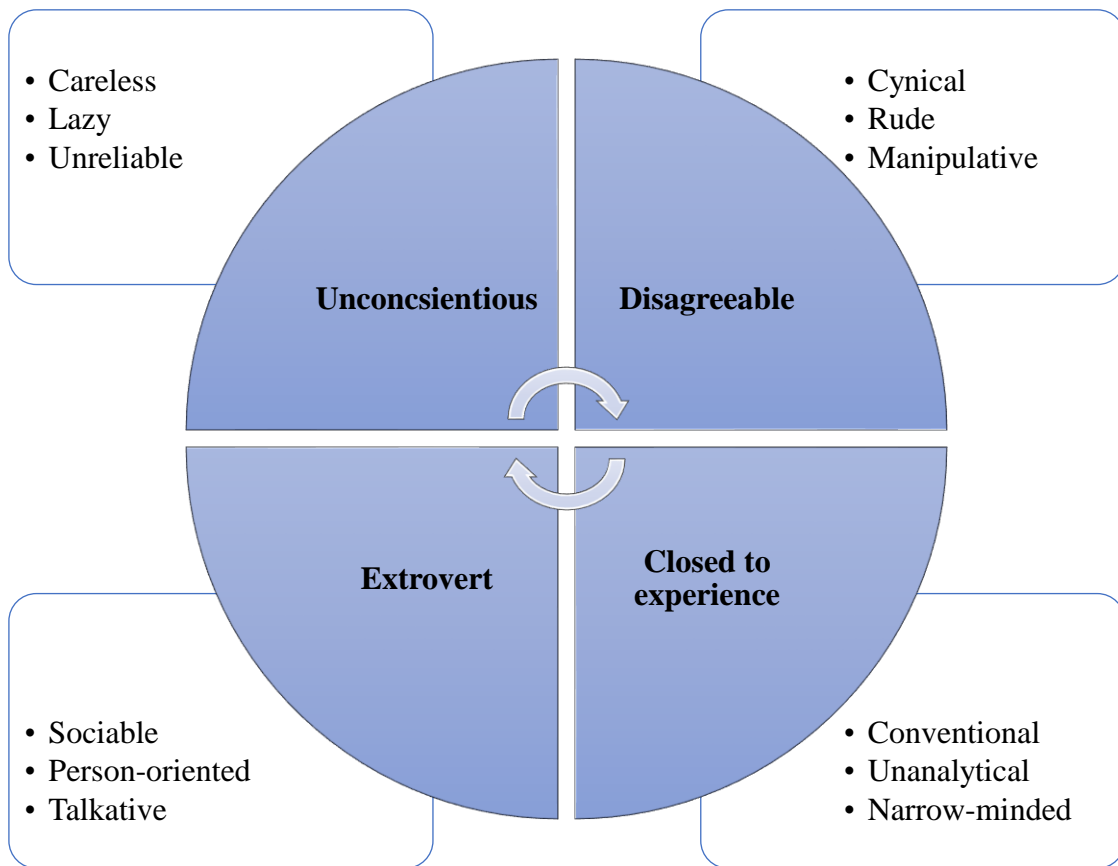 • Careless
• Lazy
• Unreliable
• Cynical
• Rude
• Manipulative
Unconcsientious
Disagreeable
Extrovert
Closed to
experience
• Sociable
• Person-oriented
• Talkative
• Conventional
• Unanalytical
• Narrow-minded